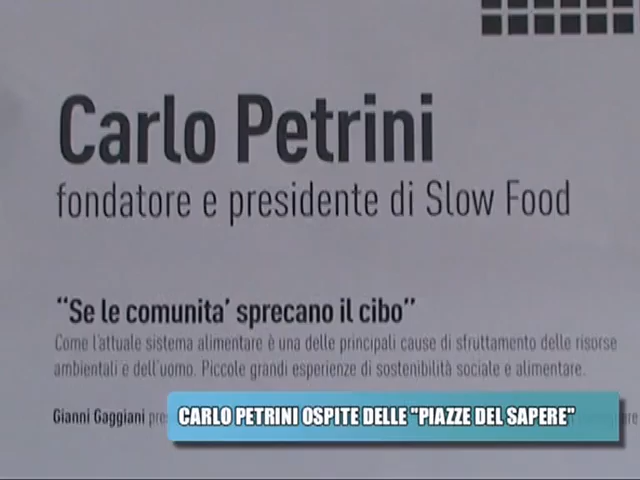 Carlo Petrini
fondatore e presidente di Slow Food
“Se le comunita’ sprecano il cibo”
Come l’attuale sistema alimentare è una delle principali cause di sfruttamento delle risorse
ambientali e dell’uomo. Piccole grandi esperienze di sostenibilità sociale e alimentare.
Gianni Gaggiani
CARLO PETRINI OSPITE DELLE "PIAZZE DEL SAPERE"